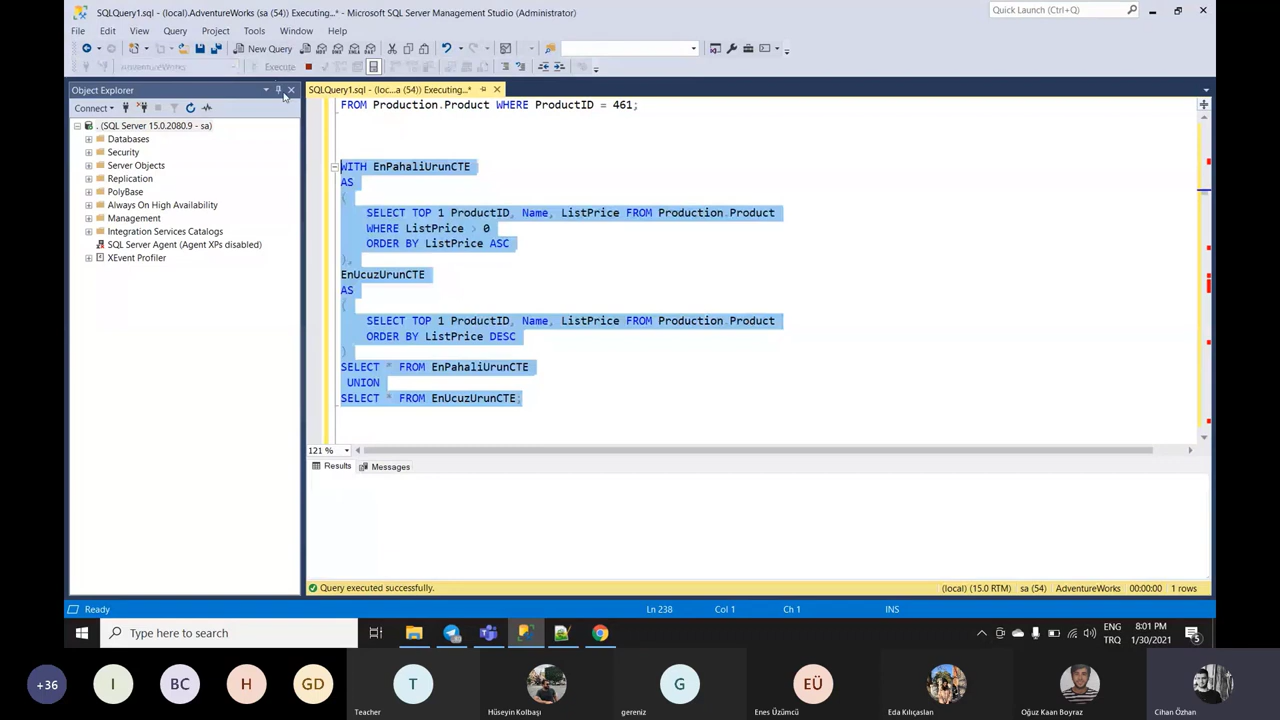 SQLQuery1.sql - (local).AdventureWorks (sa (54)) Executing...* - Microsoft SQL Server Management Studio (Administrator)
Quick Launch (Ctrl+Q)
File Edit View Query Project Tools Window Help
New Query
AdventureWorks
Execute
Object Explorer
SQLQuery1.sql - (loc...a (54)) Executing...*
Connect
. (SQL Server 15.0.2080.9 - sa)
Databases
Security
Server Objects
Replication
PolyBase
Always On High Availability
Management
Integration Services Catalogs
SQL Server Agent (Agent XPs disabled)
XEvent Profiler
FROM Production.Product WHERE ProductID = 461;
WITH EnPahaliUrunCTE
AS
(
SELECT TOP 1 ProductID, Name, ListPrice FROM Production.Product
WHERE ListPrice > 0
ORDER BY ListPrice ASC
),
EnUcuzUrunCTE
AS
(
SELECT TOP 1 ProductID, Name, ListPrice FROM Production.Product
ORDER BY ListPrice DESC
)
SELECT * FROM EnPahaliUrunCTE
UNION
SELECT * FROM EnUcuzUrunCTE;
121 %
Results Messages
Query executed successfully.
(local) (15.0 RTM) sa (54) AdventureWorks 00:00:00 1 rows
Ready
Ln 238 Col 1 Ch 1 INS
Type here to search
ENG
TRQ
8:01 PM
1/30/2021
5
+36
I
BC
H
GD
T
G
EÜ
Teacher
Hüseyin Kolbaşı
gereniz
Enes Üzümcü
Eda Kılıçaslan
Oğuz Kaan Boyraz
Cihan Özhan